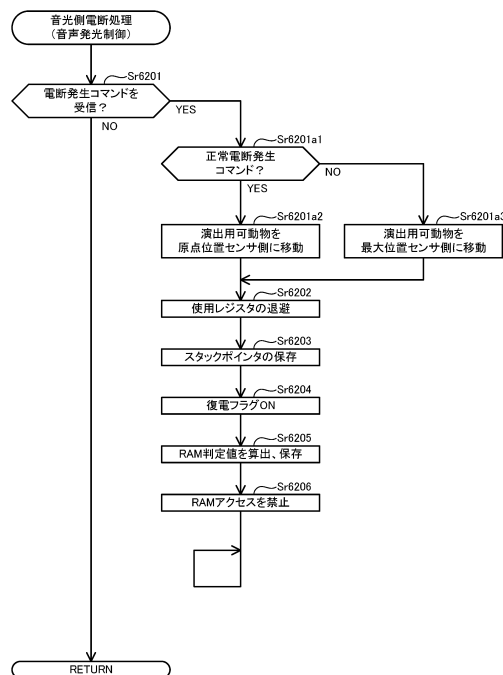 音光側電断処理
(音声発光制御)
Sr6201
電断発生コマンドを
受信?
YES
NO
Sr6201a1
正常電断発生
コマンド?
NO
YES
Sr6201a2
演出用可動物を
原点位置センサ側に移動
Sr6201a3
演出用可動物を
最大位置センサ側に移動
Sr6202
使用レジスタの退避
Sr6203
スタックポインタの保存
Sr6204
復電フラグON
Sr6205
RAM判定値を算出、保存
Sr6206
RAMアクセスを禁止
RETURN